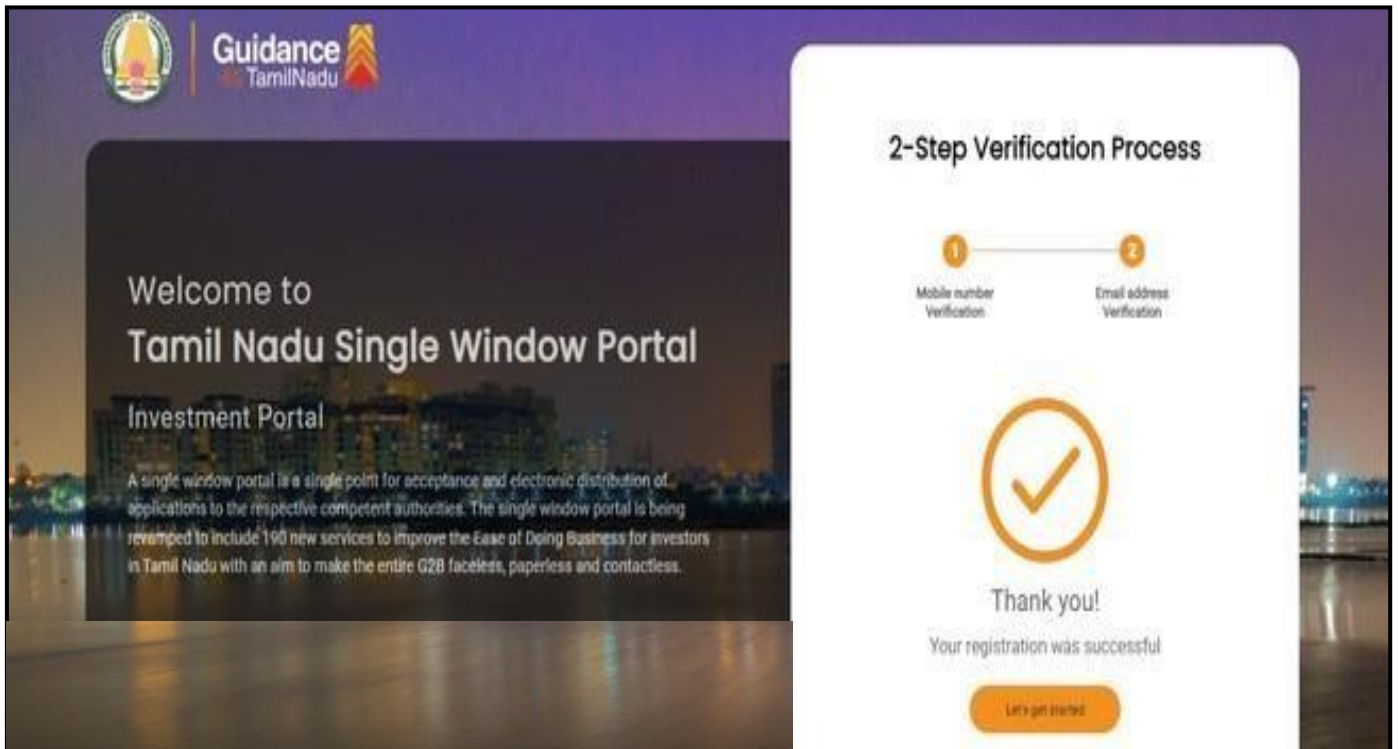 Guidance
TamilNadu
Welcome to
Tamil Nadu Single Window Portal
Investment Portal
A single window portal is a single point for acceptance and electronic distribution of
applications to the respective competent authorities. The single window portal is being
revamped to include 190 new services to improve the Ease of Doing Business for investors
in Tamil Nadu with an aim to make the entire G2B faceless, paperless and contactless.
2-Step Verification Process
1
2
Mobile number
Verification
Email address
Verification
Thank you!
Your registration was successful
Let's get started